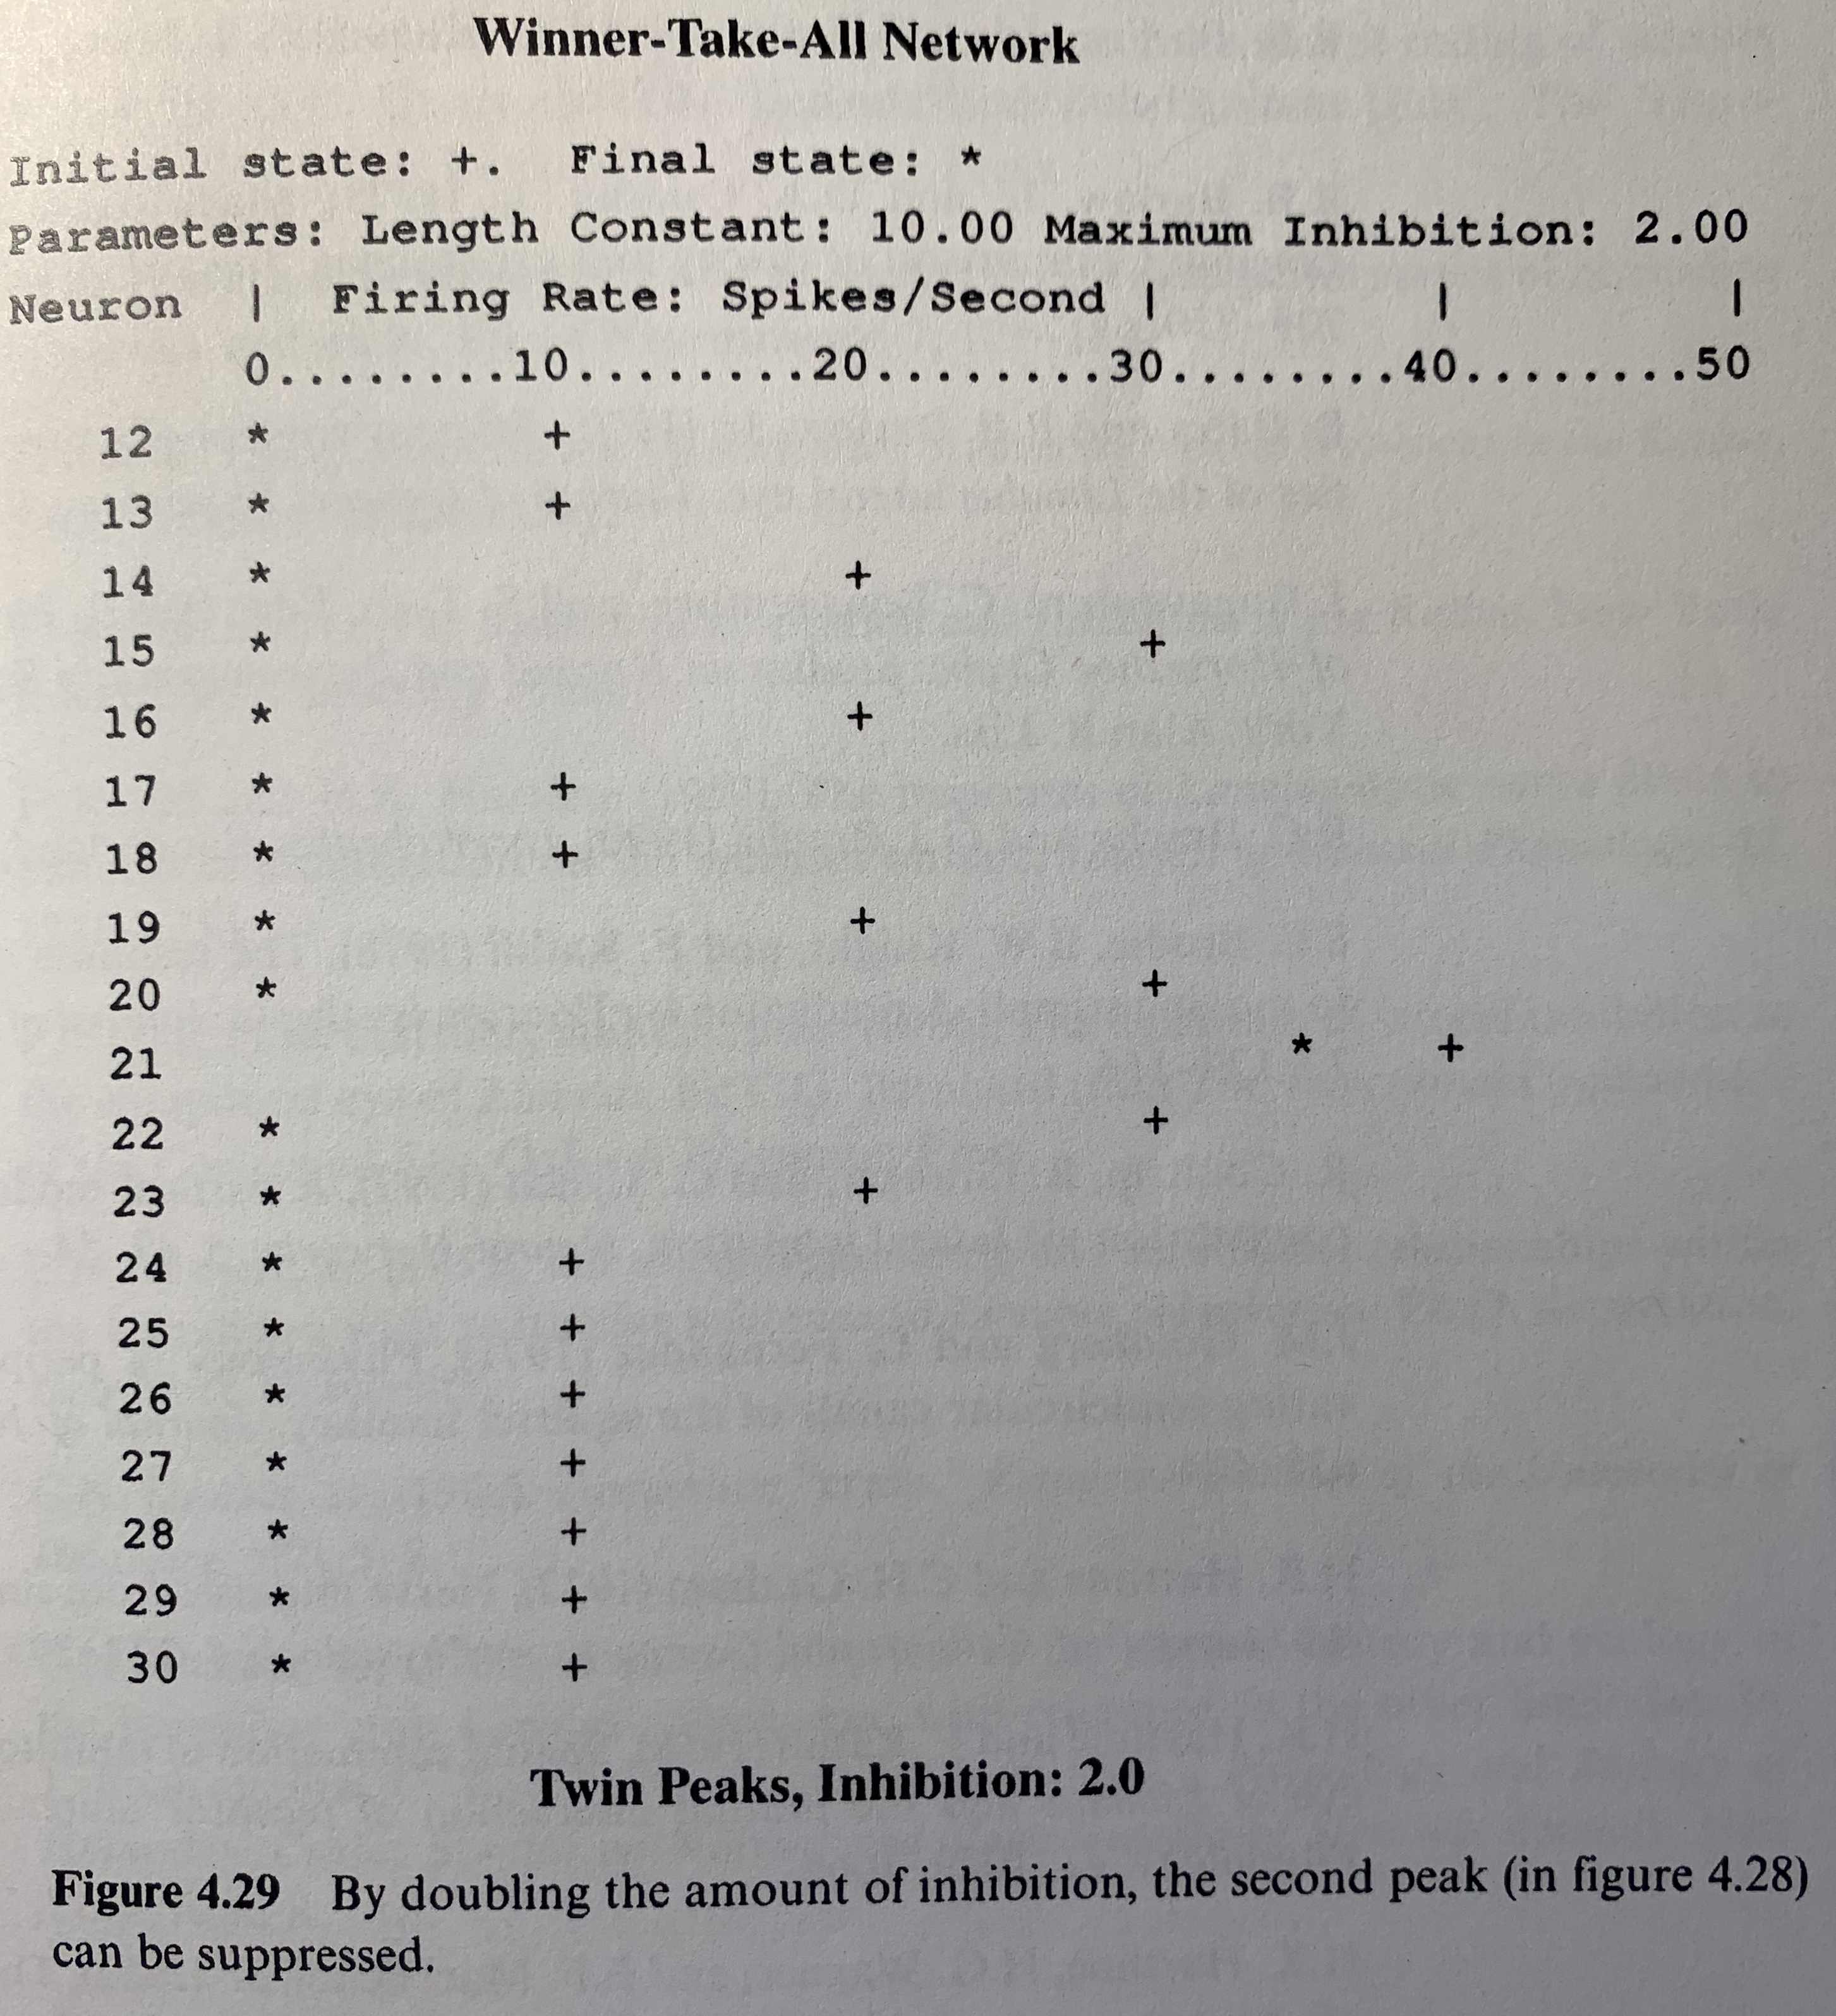 Winner-Take-All Network
Initial state: +.  Final state: *
Parameters: Length Constant: 10.00 Maximum Inhibition: 2.00
Neuron  |  Firing Rate: Spikes/Second |         |         |
0........10........20........30........40........50
12   *         +
13   *         +
14   *                   +
15   *                             +
16   *                   +
17   *         +
18   *         +
19   *                   +
20   *                             +
21                                      *    +
22   *                             +
23   *                   +
24   *         +
25   *         +
26   *         +
27   *         +
28   *         +
29   *         +
30   *         +
Twin Peaks, Inhibition: 2.0
Figure 4.29  By doubling the amount of inhibition, the second peak (in figure 4.28)
can be suppressed.